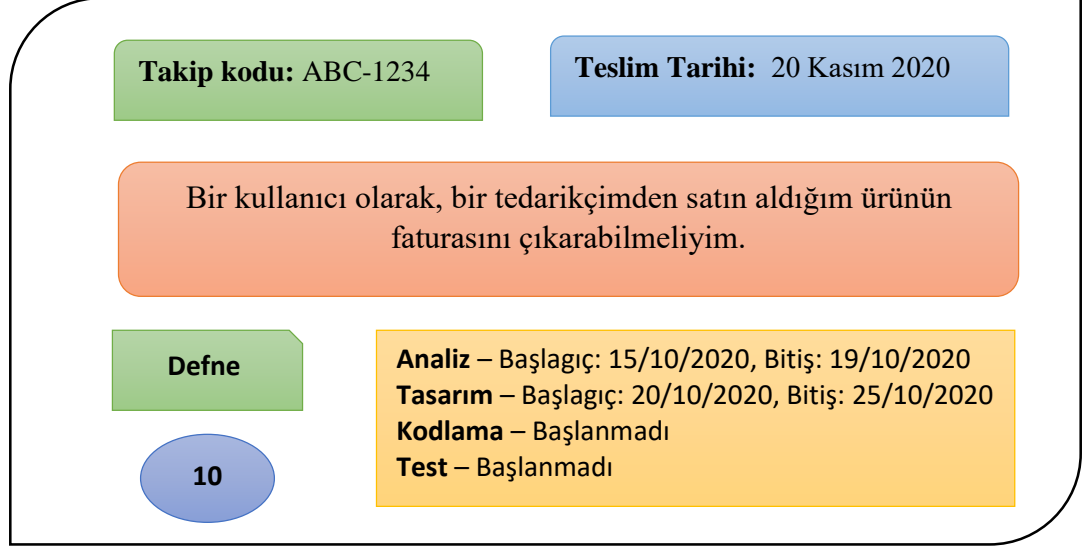 Takip kodu: ABC-1234
Teslim Tarihi: 20 Kasım 2020
Bir kullanıcı olarak, bir tedarikçimden satın aldığım ürünün
faturasını çıkarabilmeliyim.
Defne
10
Analiz – Başlagıç: 15/10/2020, Bitiş: 19/10/2020
Tasarım – Başlagıç: 20/10/2020, Bitiş: 25/10/2020
Kodlama – Başlanmadı
Test – Başlanmadı